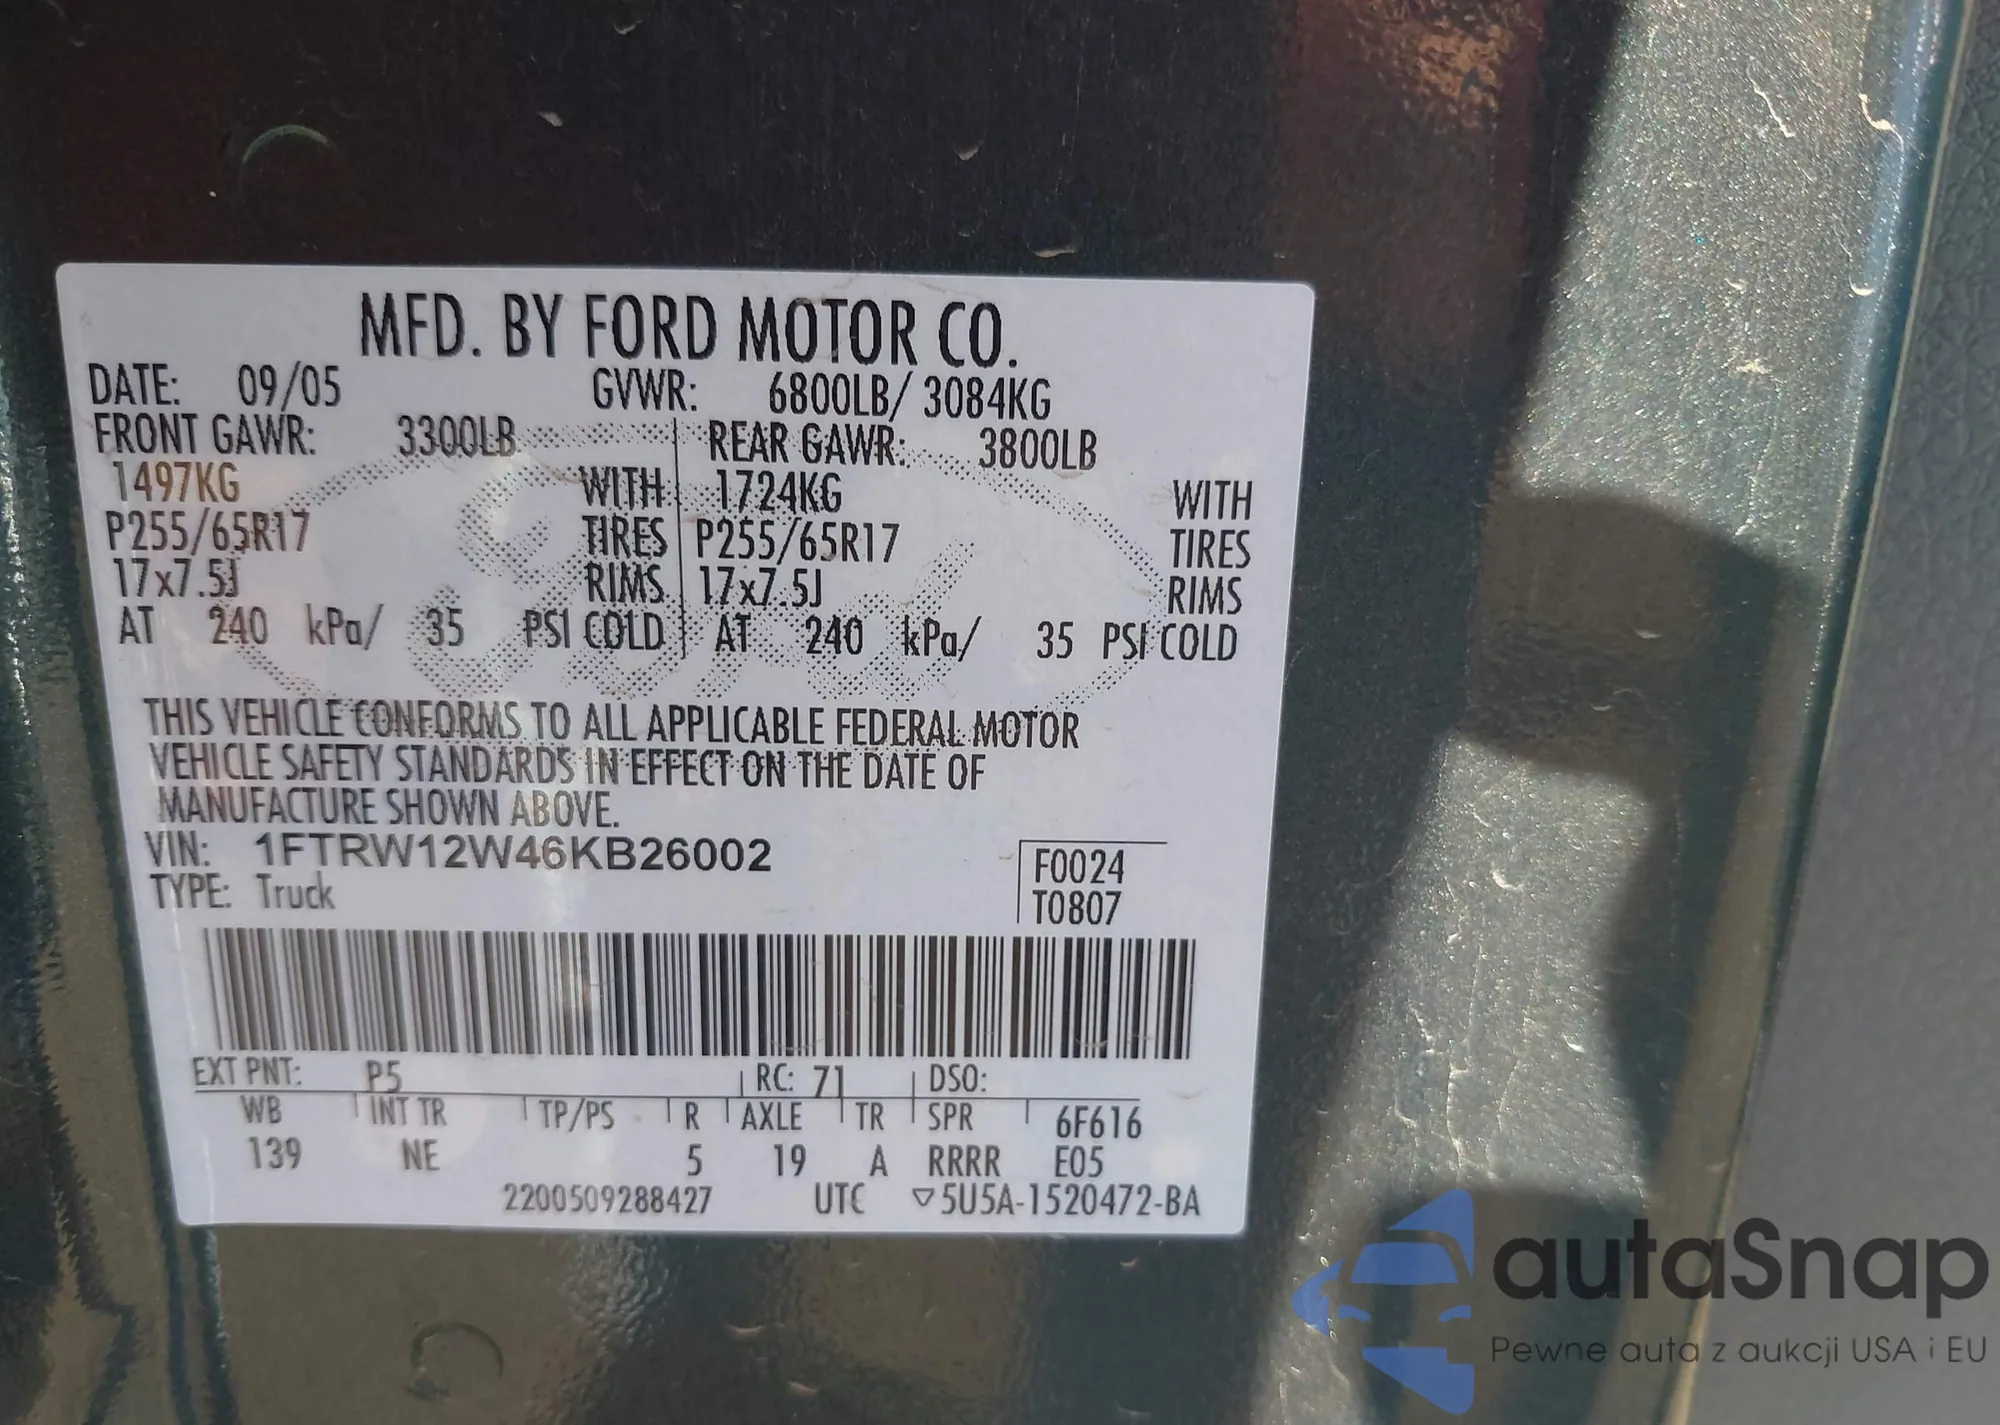 MFD. BY FORD MOTOR CO.
DATE: 09/05 GVWR: 6800LB/ 3084KG
FRONT GAWR: 3300LB REAR GAWR: 3800LB
1497KG WITH 1724KG WITH
P255/65R17 TIRES P255/65R17 TIRES
17x7.5J RIMS 17x7.5J RIMS
AT 240 kPa/ 35 PSI COLD AT 240 kPa/ 35 PSI COLD
THIS VEHICLE CONFORMS TO ALL APPLICABLE FEDERAL MOTOR
VEHICLE SAFETY STANDARDS IN EFFECT ON THE DATE OF
MANUFACTURE SHOWN ABOVE.
VIN: 1FTRW12W46KB26002 F0024
TYPE: Truck T0807
EXT PNT: P5 RC: 71 DSO:
WB INT TR TP/PS R AXLE TR SPR 6F616
139 NE 5 19 A RRRR E05
2200509288427 UTC ▽5U5A-1520472-BA
autaSnap
Pewne auta z aukcji USA i EU